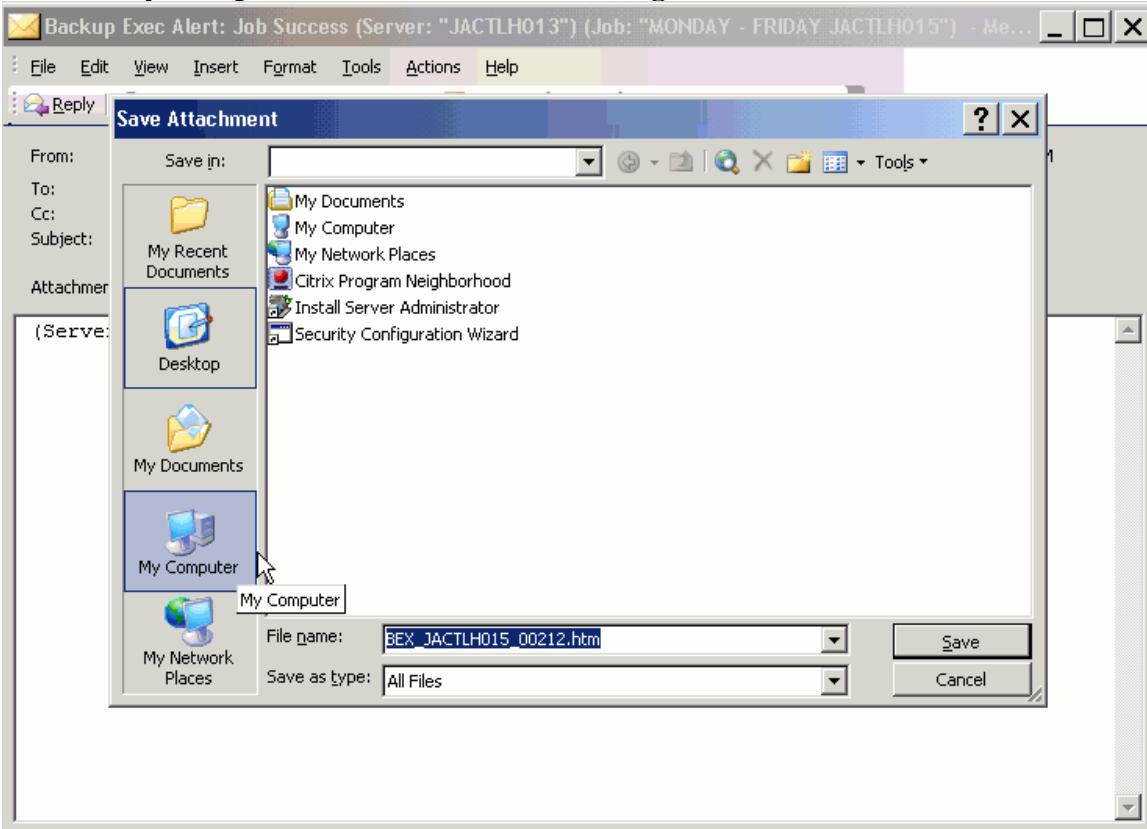 Backup Exec Alert: Job Success (Server: "JACTLH013") (Job: "MONDAY - FRIDAY JACTLH015") - Me...
File Edit View Insert Format Tools Actions Help
Reply
Save Attachment
From:
To:
Cc:
Subject:
Attachmen
(Server
Save in:
Tools
My Recent
Documents
Desktop
My Documents
My Computer
My Network
Places
My Documents
My Computer
My Network Places
Citrix Program Neighborhood
Install Server Administrator
Security Configuration Wizard
My Computer
File name: BEX_JACTLH015_00212.htm
Save as type: All Files
Save
Cancel